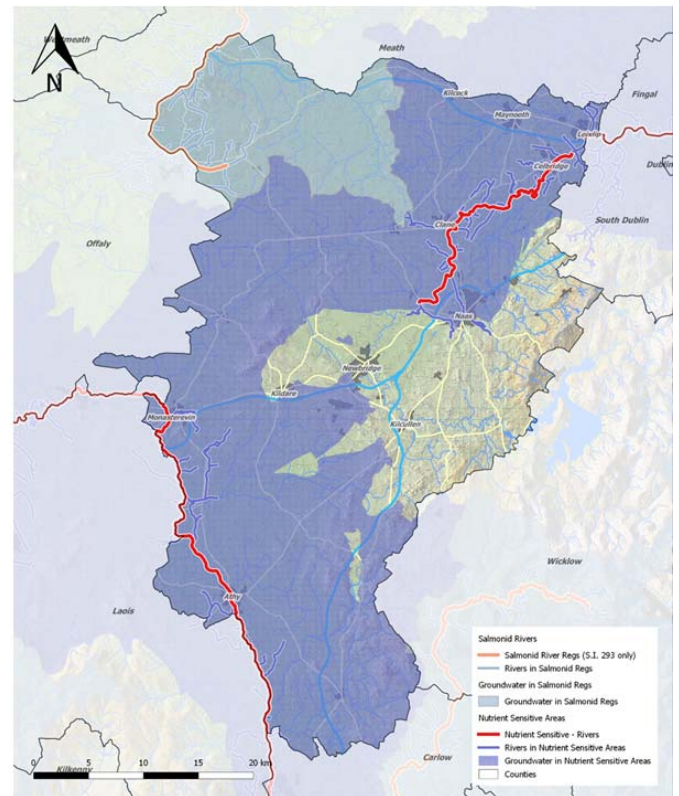 Westmeath
Meath
N
Kilcock
Fingal
Maynooth
Leixlip
Celbridge
Dublin
Clane
South Dublin
Offaly
Naas
Newbridge
Kildare
Monasterevin
Kilcullen
Wicklow
Athy
Laois
Salmonid Rivers
Salmonid River Regs (S.I. 293 only)
Rivers in Salmonid Regs
Groundwater in Salmonid Regs
Groundwater in Salmonid Regs
Nutrient Sensitive Areas
Nutrient Sensitive - Rivers
Rivers in Nutrient Sensitive Areas
Groundwater in Nutrient Sensitive Areas
Counties
Carlow
Kilkenny
0 5 10 15 20 km